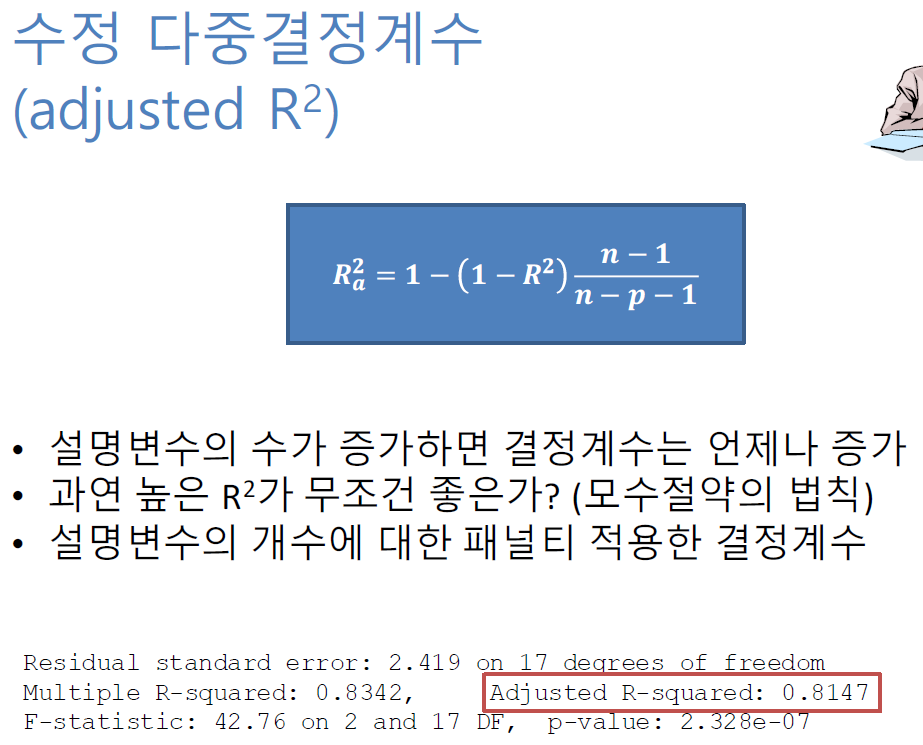 수정 다중결정계수
(adjusted R²)
R²ₐ = 1 − (1 − R²) (n − 1)/(n − p − 1)
• 설명변수의 수가 증가하면 결정계수는 언제나 증가
• 과연 높은 R²가 무조건 좋은가? (모수절약의 법칙)
• 설명변수의 개수에 대한 패널티 적용한 결정계수
Residual standard error: 2.419 on 17 degrees of freedom
Multiple R-squared: 0.8342, Adjusted R-squared: 0.8147
F-statistic: 42.76 on 2 and 17 DF, p-value: 2.328e-07